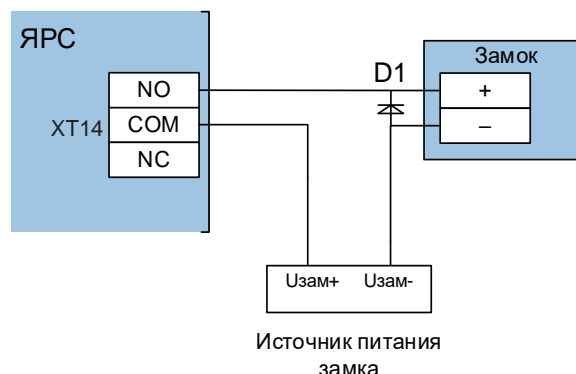 ЯРС
Замок
D1
NO
+
XT14
COM
–
NC
Uзам+
Uзам-
Источник питания
замка